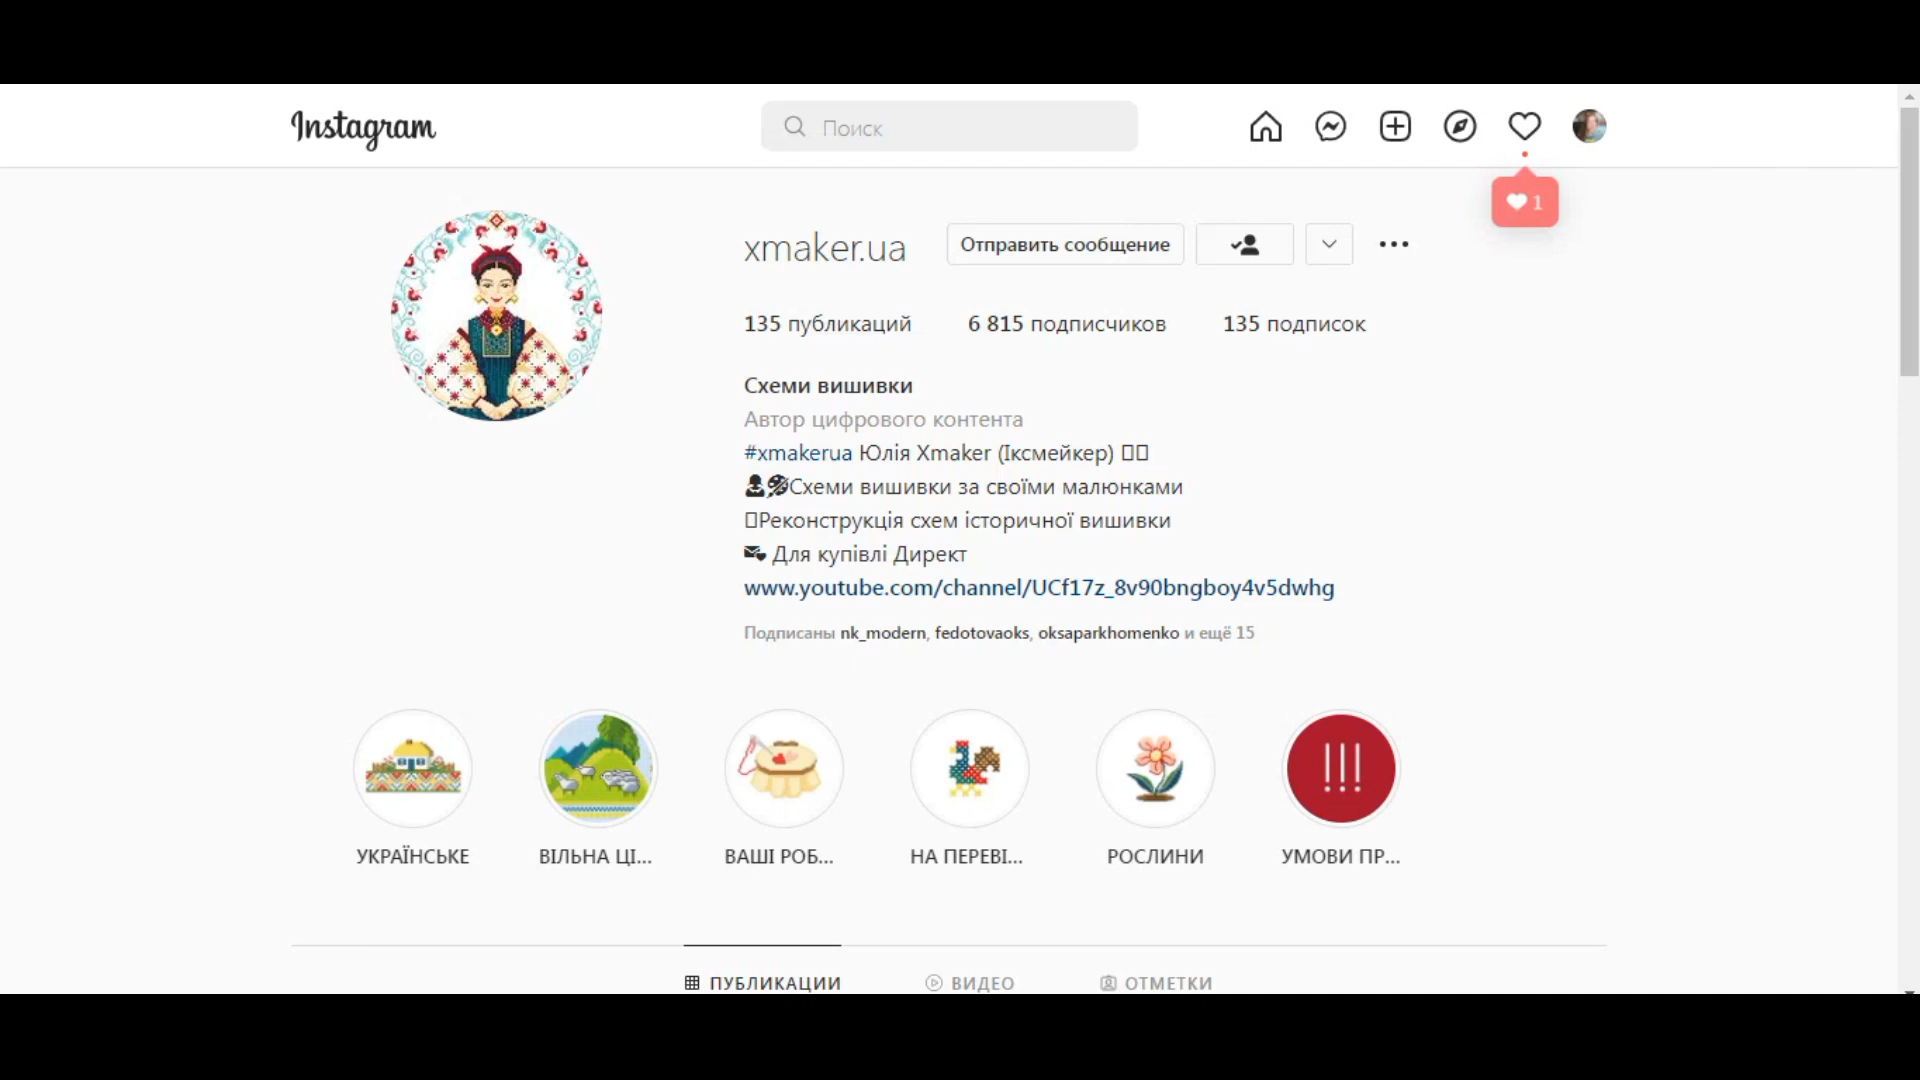 Instagram
Поиск
1
xmaker.ua
Отправить сообщение
135 публикаций 6 815 подписчиков 135 подписок
Схеми вишивки
Автор цифрового контента
#xmakerua Юлія Xmaker (Іксмейкер)
Схеми вишивки за своїми малюнками
Реконструкція схем історичної вишивки
Для купівлі Директ
www.youtube.com/channel/UCf17z_8v90bngboy4v5dwhg
Подписаны nk_modern, fedotovaoks, oksaparkhomenko и ещё 15
!!!
УКРАЇНСЬКЕ ВІЛЬНА ЦІ... ВАШІ РОБ... НА ПЕРЕВІ... РОСЛИНИ УМОВИ ПР...
ПУБЛИКАЦИИ ВИДЕО ОТМЕТКИ